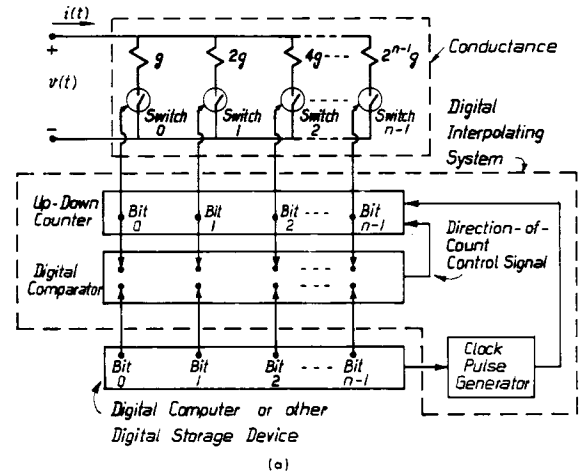 i(t)
+
v(t)
−
g
2g
4g
2ⁿ⁻¹g
Switch 0
Switch 1
Switch 2
Switch n-1
Conductance
Digital
Interpolating
System
Up-Down
Counter
Bit 0
Bit 1
Bit 2
Bit n-1
Digital
Comparator
Direction-of-
Count
Control Signal
Bit 0
Bit 1
Bit 2
Bit n-1
Clock
Pulse
Generator
Digital Computer or other
Digital Storage Device
(a)